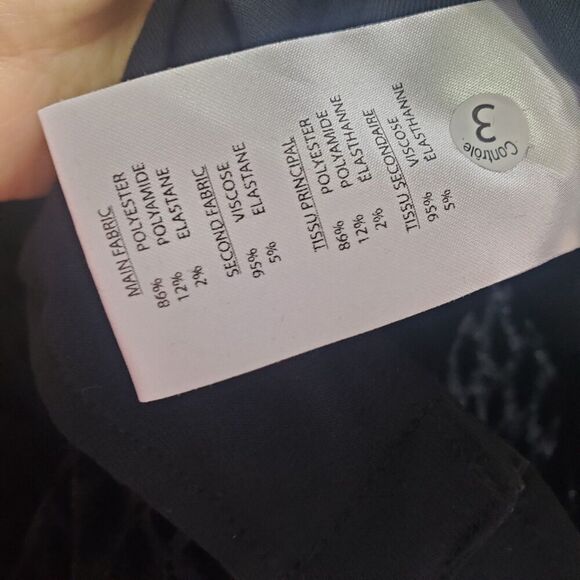 MAIN FABRIC
86% POLYESTER
12% POLYAMIDE
2% ELASTANE
SECOND FABRIC
95% VISCOSE
5% ELASTANE
TISSU PRINCIPAL
86% POLYESTER
12% POLYAMIDE
2% ÉLASTHANNE
TISSU SECONDAIRE
95% VISCOSE
5% ÉLASTHANNE
Contrôle
3